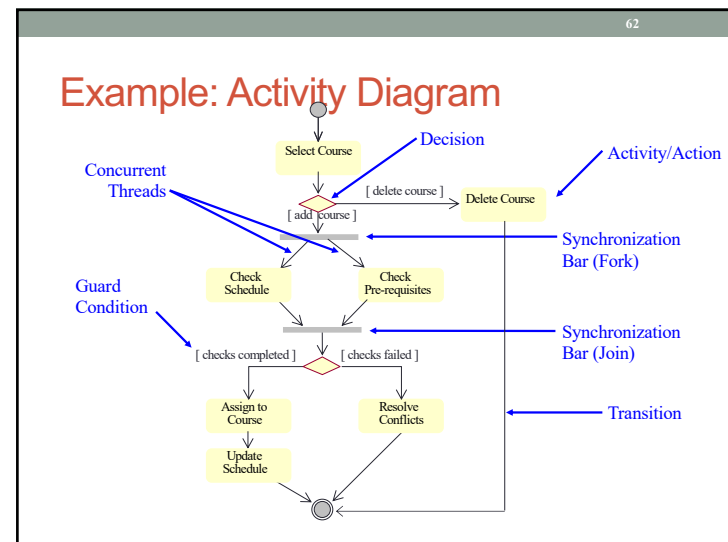 62
Example: Activity Diagram
Select Course
Decision
Activity/Action
Concurrent
Threads
[ delete course ]
Delete Course
[ add course ]
Synchronization
Bar (Fork)
Check
Schedule
Check
Pre-requisites
Guard
Condition
Synchronization
Bar (Join)
[ checks completed ]
[ checks failed ]
Assign to
Course
Resolve
Conflicts
Transition
Update
Schedule